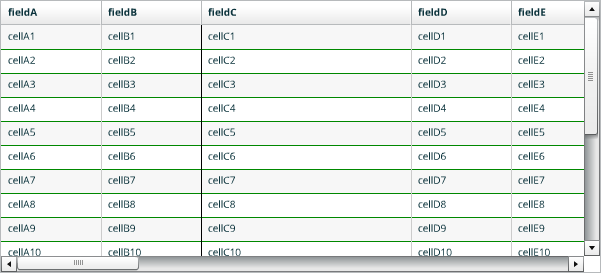 fieldA fieldB fieldC fieldD fieldE
cellA1 cellB1 cellC1 cellD1 cellE1
cellA2 cellB2 cellC2 cellD2 cellE2
cellA3 cellB3 cellC3 cellD3 cellE3
cellA4 cellB4 cellC4 cellD4 cellE4
cellA5 cellB5 cellC5 cellD5 cellE5
cellA6 cellB6 cellC6 cellD6 cellE6
cellA7 cellB7 cellC7 cellD7 cellE7
cellA8 cellB8 cellC8 cellD8 cellE8
cellA9 cellB9 cellC9 cellD9 cellE9
cellA10 cellB10 cellC10 cellD10 cellE10